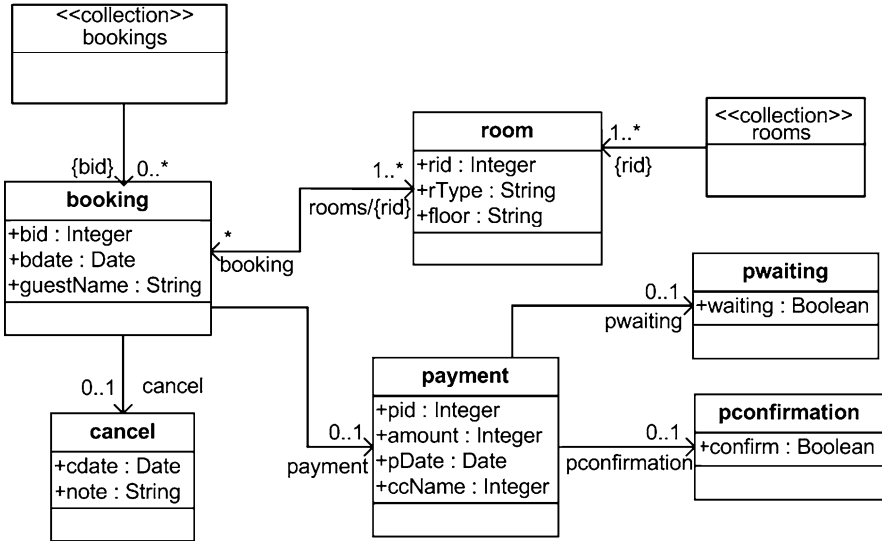 <<collection>>
bookings
{bid}
0..*
booking
+bid : Integer
+bdate : Date
+guestName : String
room
+rid : Integer
+rType : String
+floor : String
<<collection>>
rooms
1..*
{rid}
1..*
rooms/{rid}
*
booking
pwaiting
+waiting : Boolean
0..1
pwaiting
payment
+pid : Integer
+amount : Integer
+pDate : Date
+ccName : Integer
0..1
cancel
cancel
+cdate : Date
+note : String
0..1
payment
0..1
pconfirmation
pconfirmation
+confirm : Boolean